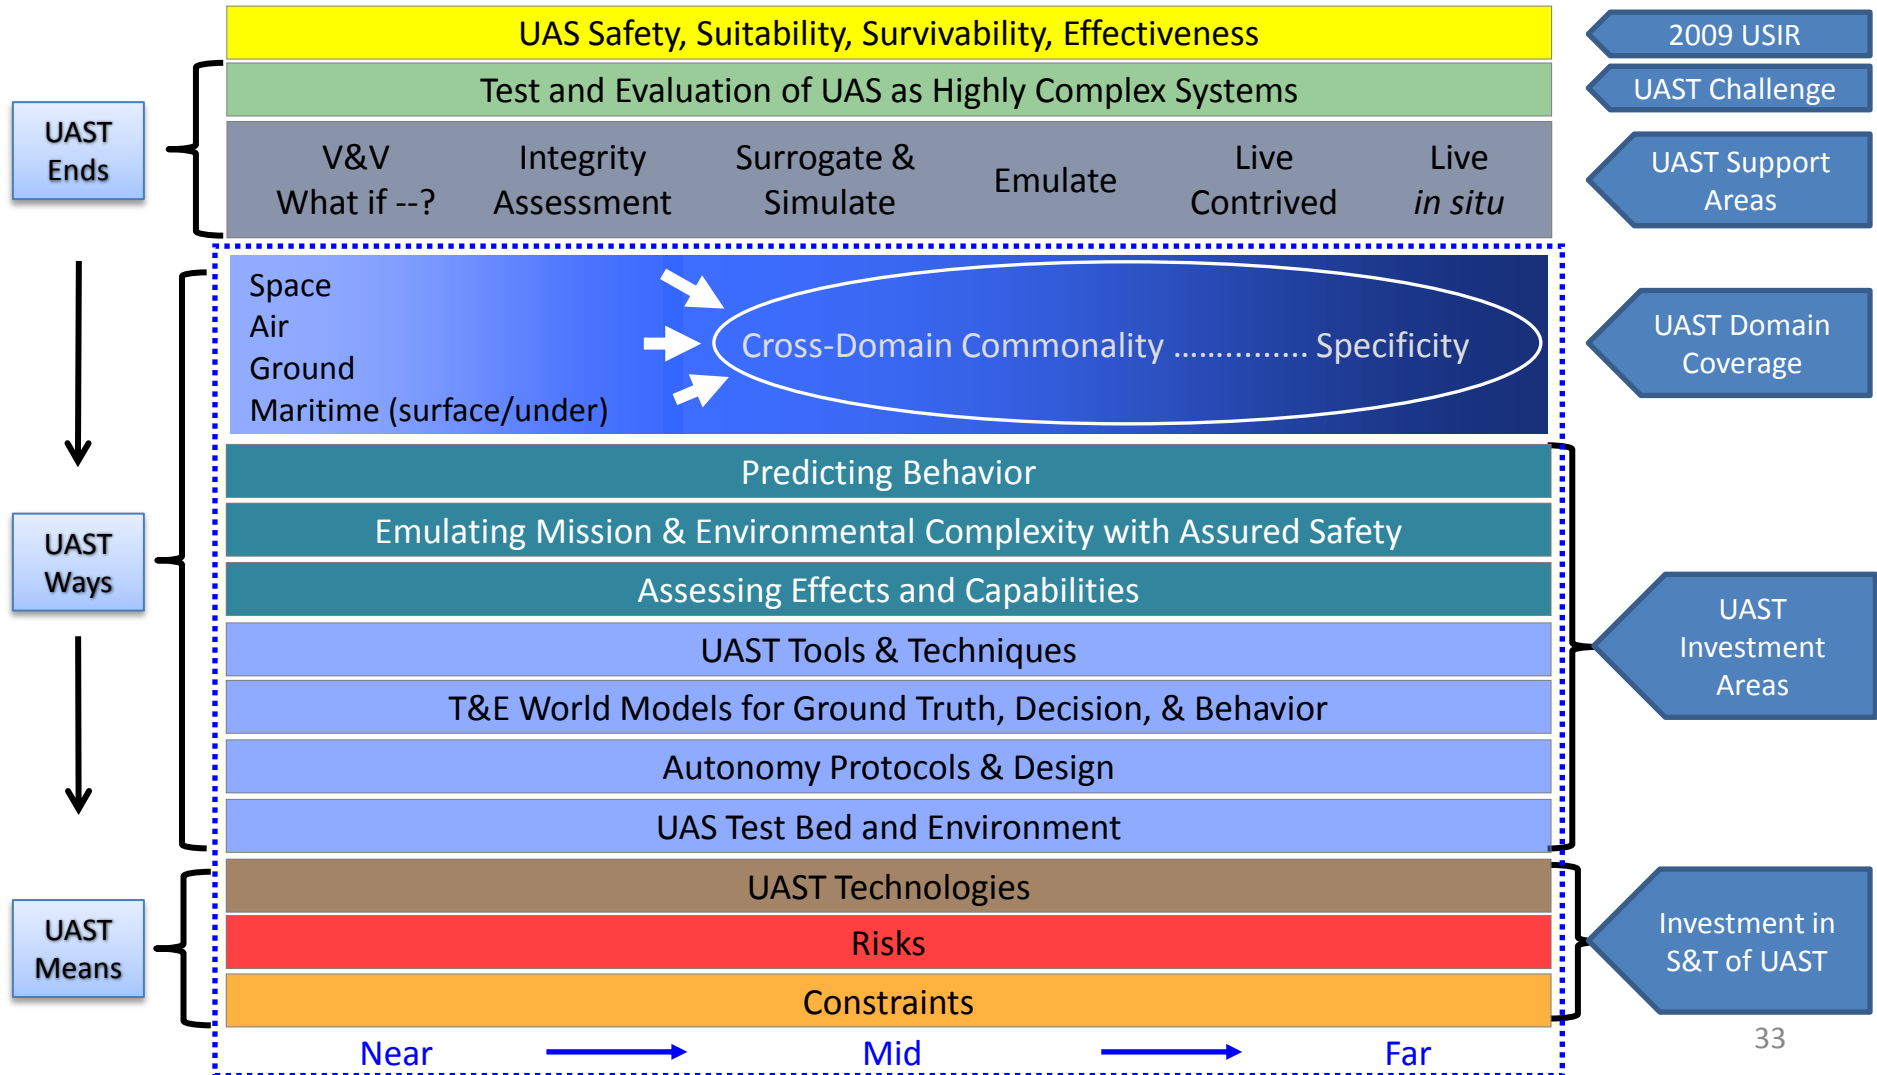 UAS Safety, Suitability, Survivability, Effectiveness
2009 USIR
Test and Evaluation of UAS as Highly Complex Systems
UAST Challenge
UAST
Ends
V&V
What if --?
Integrity
Assessment
Surrogate &
Simulate
Emulate
Live
Contrived
Live
in situ
UAST Support
Areas
Space
Air
Ground
Maritime (surface/under)
Cross-Domain Commonality ................ Specificity
UAST Domain
Coverage
UAST
Ways
Predicting Behavior
Emulating Mission & Environmental Complexity with Assured Safety
Assessing Effects and Capabilities
UAST Tools & Techniques
T&E World Models for Ground Truth, Decision, & Behavior
Autonomy Protocols & Design
UAS Test Bed and Environment
UAST
Investment
Areas
UAST
Means
UAST Technologies
Risks
Constraints
Investment in
S&T of UAST
Near
Mid
Far
33